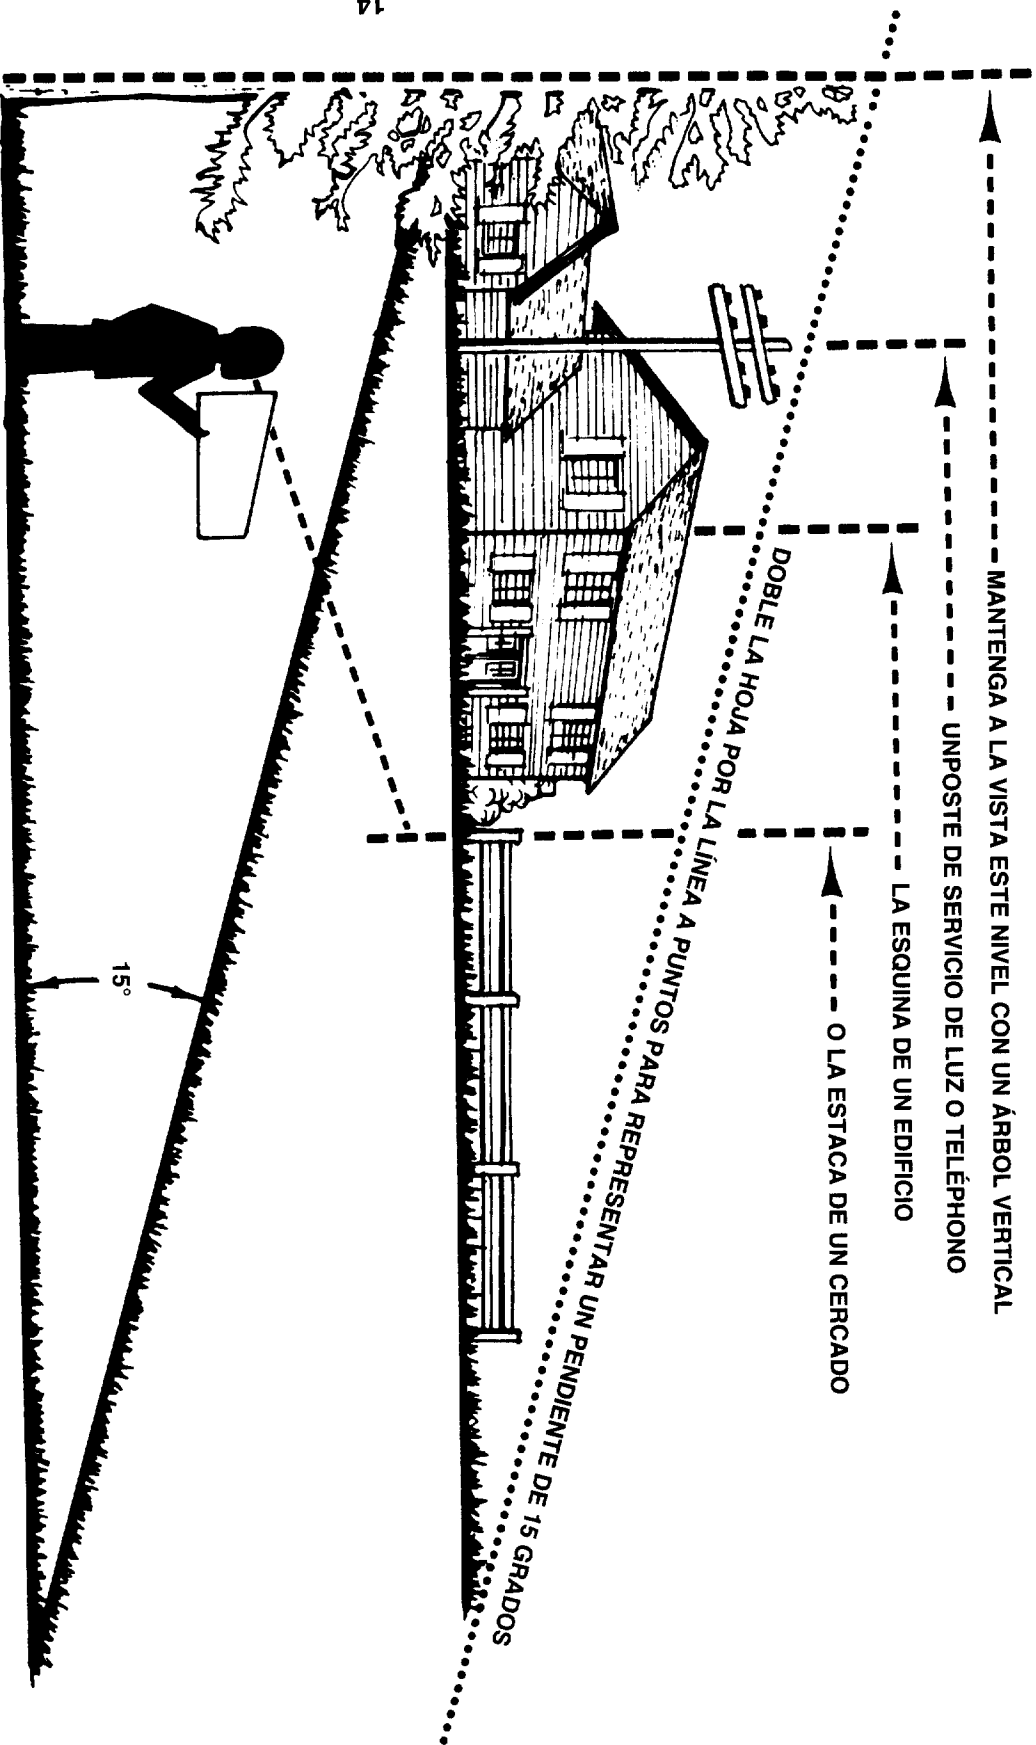 MANTENGA A LA VISTA ESTE NIVEL CON UN ÁRBOL VERTICAL
UNPOSTE DE SERVICIO DE LUZ O TELÉPHONO
LA ESQUINA DE UN EDIFICIO
O LA ESTACA DE UN CERCADO
DOBLE LA HOJA POR LA LÍNEA A PUNTOS PARA REPRESENTAR UN PENDIENTE DE 15 GRADOS
15°
14